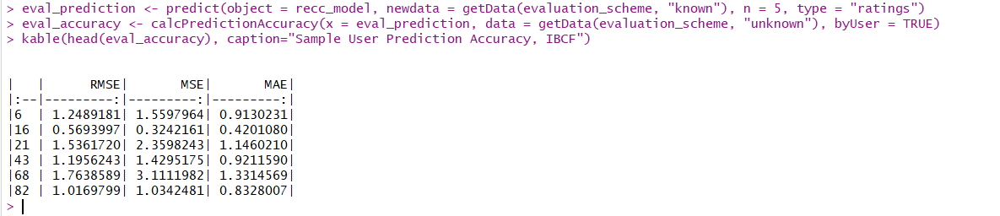 > eval_prediction <- predict(object = recc_model, newdata = getData(evaluation_scheme, "known"), n = 5, type = "ratings")
> eval_accuracy <- calcPredictionAccuracy(x = eval_prediction, data = getData(evaluation_scheme, "unknown"), byUser = TRUE)
> kable(head(eval_accuracy), caption="Sample User Prediction Accuracy, IBCF")
|   |      RMSE|       MSE|       MAE|
|:--|---------:|---------:|---------:|
|6  | 1.2489181| 1.5597964| 0.9130231|
|16 | 0.5693997| 0.3242161| 0.4201080|
|21 | 1.5361720| 2.3598243| 1.1460210|
|43 | 1.1956243| 1.4295175| 0.9211590|
|68 | 1.7638589| 3.1111982| 1.3314569|
|82 | 1.0169799| 1.0342481| 0.8328007|
>